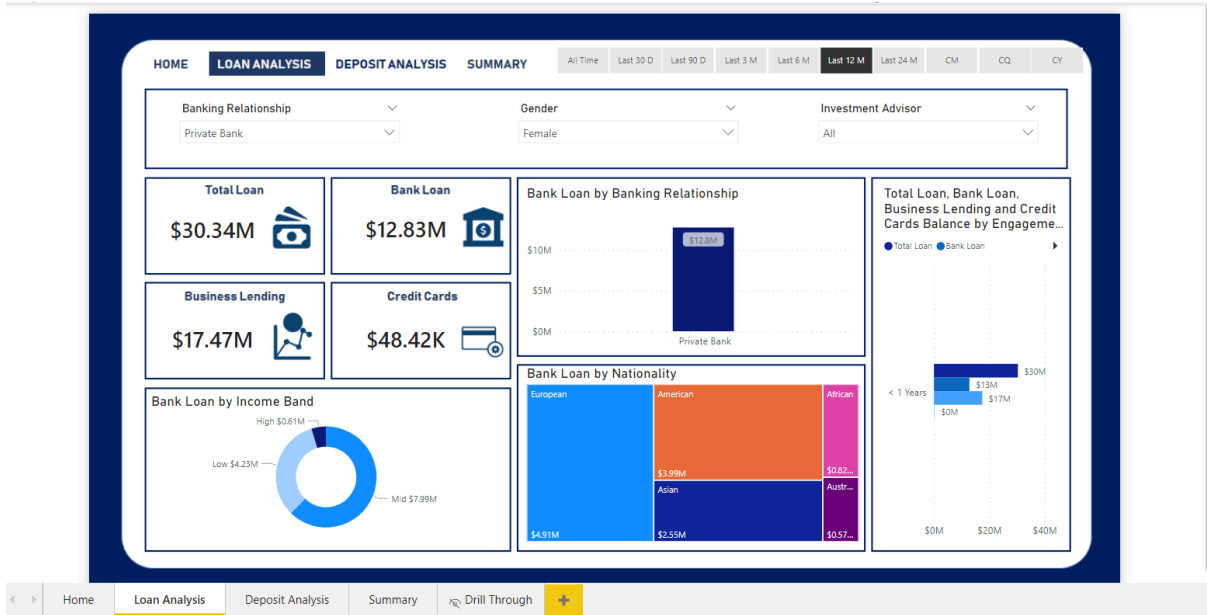 HOME LOAN ANALYSIS DEPOSIT ANALYSIS SUMMARY
All Time Last 30 D Last 90 D Last 3 M Last 6 M Last 12 M Last 24 M CM CQ CY
Banking Relationship
Private Bank
Gender
Female
Investment Advisor
All
Total Loan
$30.34M
Bank Loan
$12.83M
Business Lending
$17.47M
Credit Cards
$48.42K
Bank Loan by Income Band
High $0.61M
Low $4.23M
Mid $7.99M
Bank Loan by Banking Relationship
$10M
$5M
$0M
$12.8M
Private Bank
Bank Loan by Nationality
European
$4.91M
American
$3.99M
Asian
$2.55M
African
$0.82...
Austr...
$0.57...
Total Loan, Bank Loan,
Business Lending and Credit
Cards Balance by Engageme...
Total Loan Bank Loan
< 1 Years
$30M
$13M
$17M
$0M
$0M $20M $40M
Home Loan Analysis Deposit Analysis Summary Drill Through +